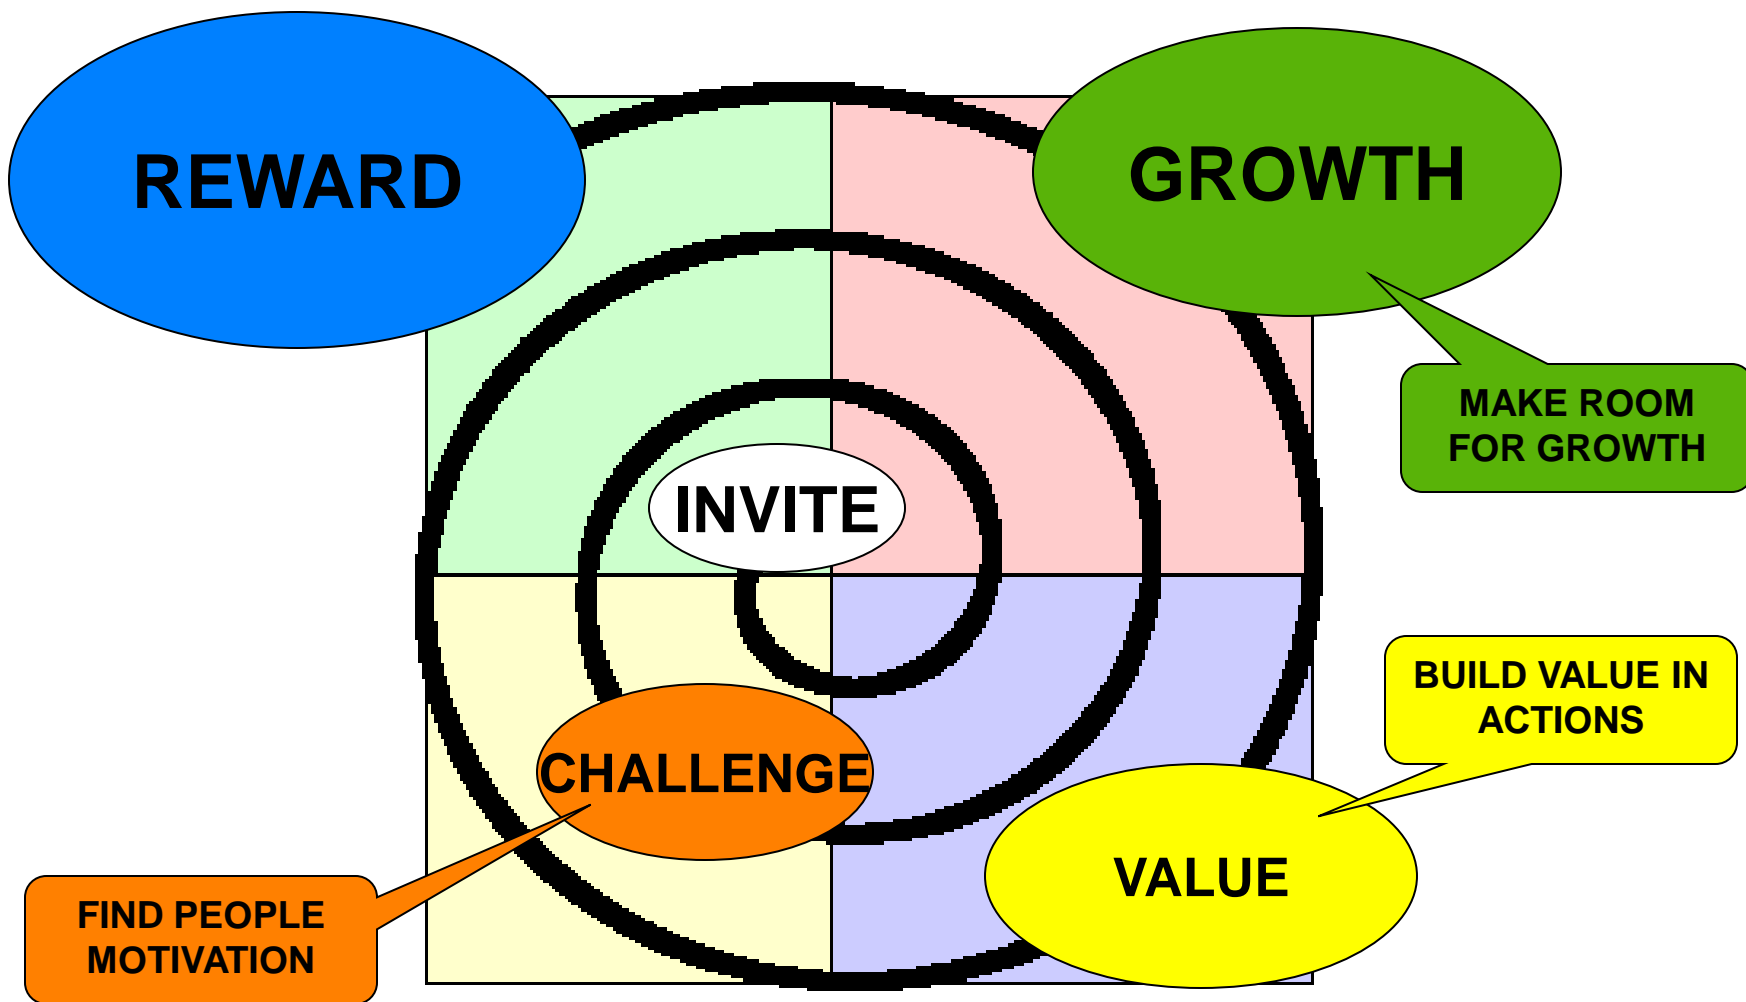 REWARD
GROWTH
MAKE ROOM
FOR GROWTH
INVITE
BUILD VALUE IN
ACTIONS
CHALLENGE
VALUE
FIND PEOPLE
MOTIVATION